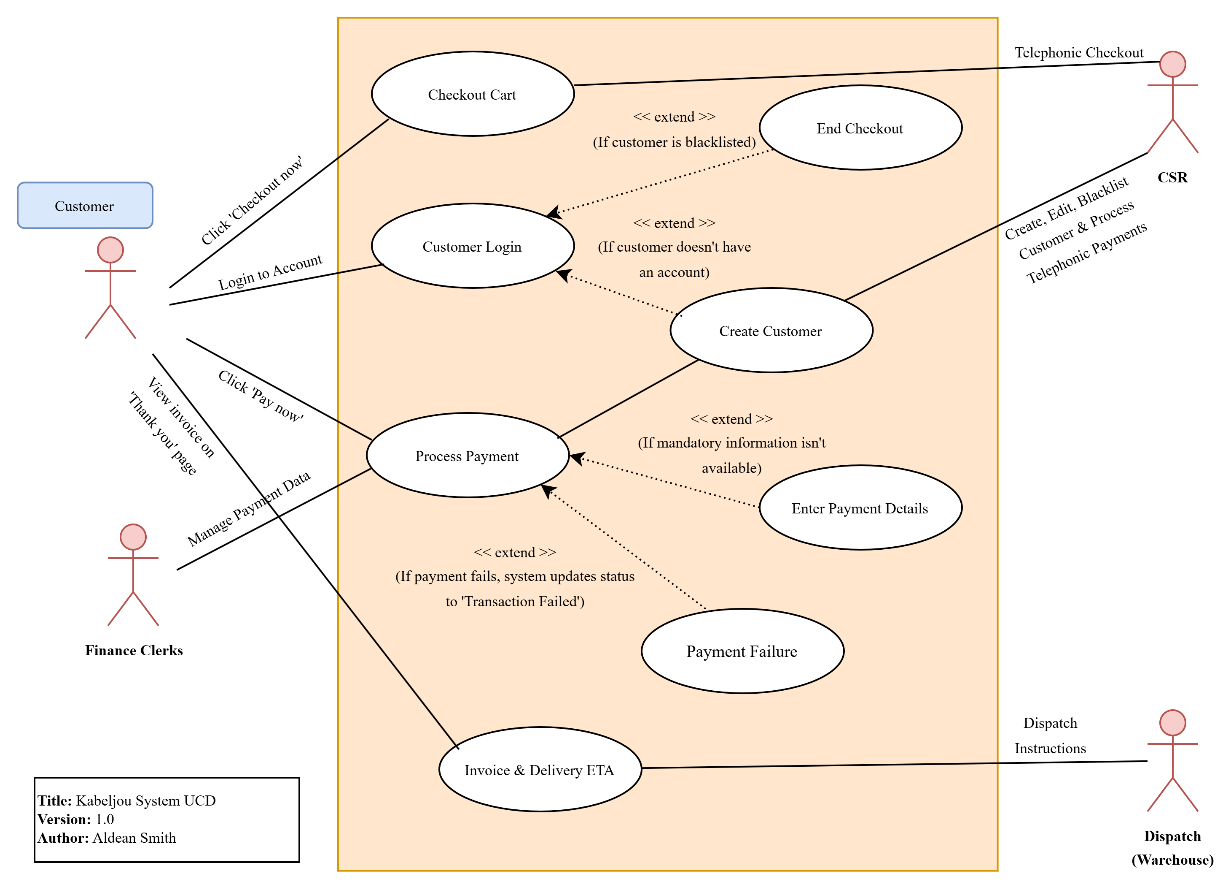 Telephonic Checkout
Checkout Cart
<< extend >>
(If customer is blacklisted)
End Checkout
CSR
Click 'Checkout now'
Customer
Create, Edit, Blacklist
Customer & Process
Telephonic Payments
Customer Login
<< extend >>
(If customer doesn't have
an account)
Login to Account
Create Customer
Click 'Pay now'
View invoice on
'Thank you' page
<< extend >>
(If mandatory information isn't
available)
Process Payment
Manage Payment Data
Enter Payment Details
<< extend >>
(If payment fails, system updates status
to 'Transaction Failed')
Finance Clerks
Payment Failure
Dispatch
Instructions
Invoice & Delivery ETA
Title: Kabeljou System UCD
Version: 1.0
Author: Aldean Smith
Dispatch
(Warehouse)